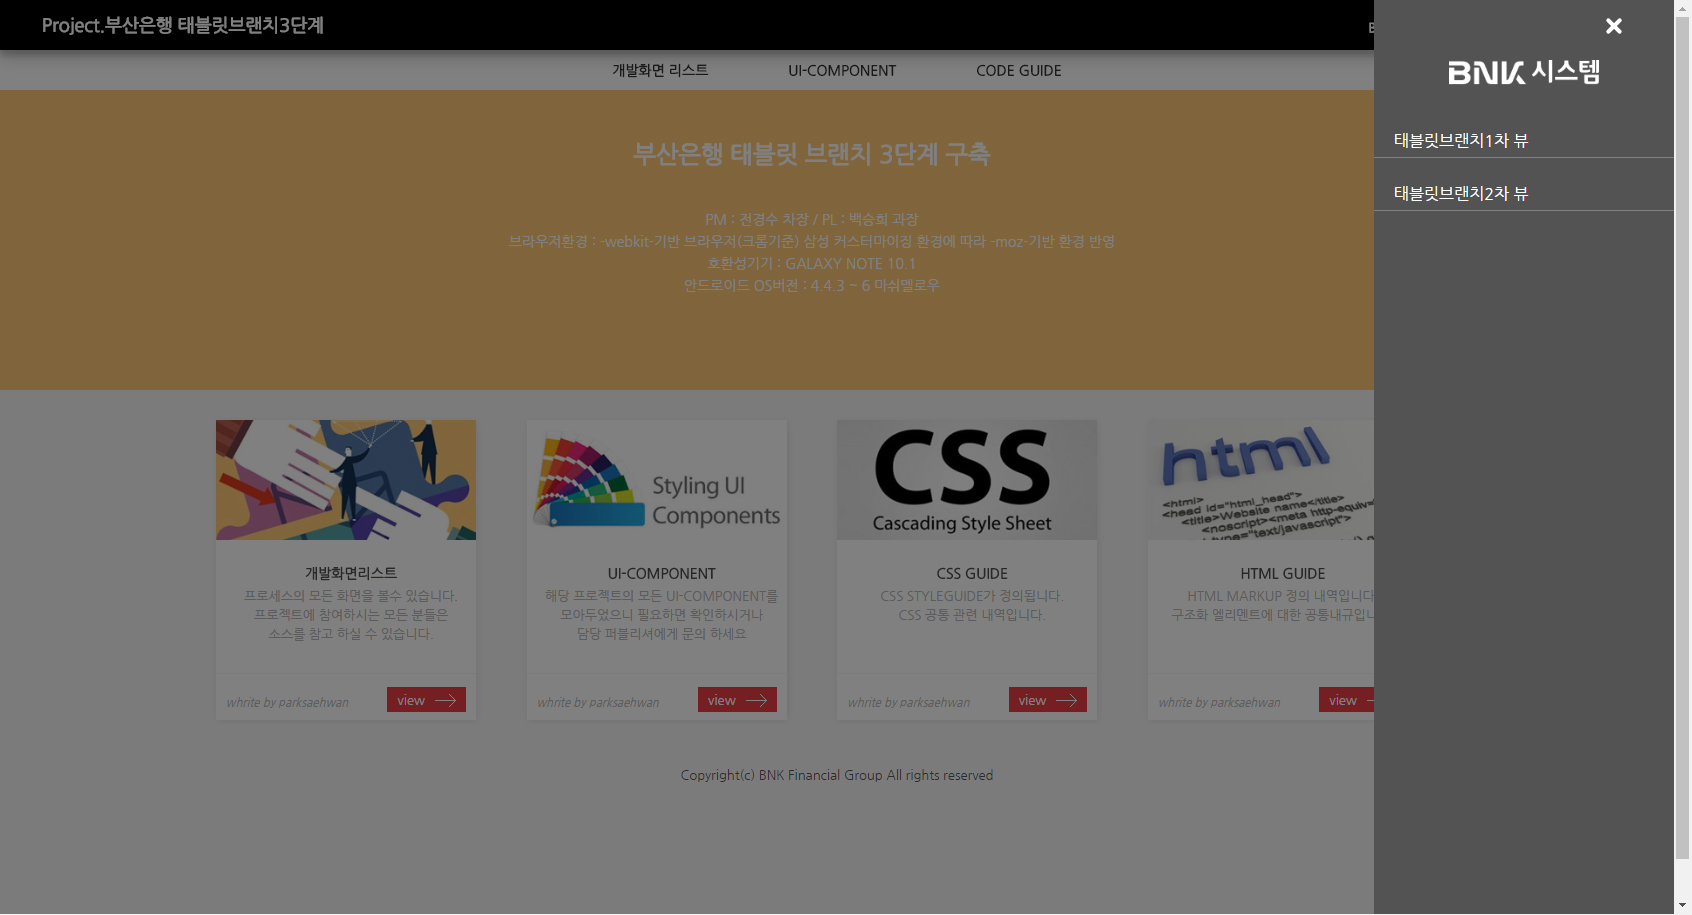 Project.부산은행 태블릿브랜치3단계
개발화면 리스트 UI-COMPONENT CODE GUIDE
부산은행 태블릿 브랜치 3단계 구축
PM : 전경수 차장 / PL : 백승희 과장
브라우저환경 : -webkit-기반 브라우저(크롬기준) 삼성 커스터마이징 환경에 따라 -moz-기반 환경 반영
호환성기기 : GALAXY NOTE 10.1
안드로이드 OS버전 : 4.4.3 ~ 6 마쉬멜로우
Styling UI
Components
개발화면리스트
프로세스의 모든 화면을 볼수 있습니다.
프로젝트에 참여하시는 모든 분들은
소스를 참고 하실 수 있습니다.
whrite by parksaehwan
view
UI-COMPONENT
해당 프로젝트의 모든 UI-COMPONENT를
모아두었으니 필요하면 확인하시거나
담당 퍼블리셔에게 문의 하세요
whrite by parksaehwan
view
CSS
Cascading Style Sheet
CSS GUIDE
CSS STYLEGUIDE가 정의됩니다.
CSS 공통 관련 내역입니다.
whrite by parksaehwan
view
html
<html>
<head id="html_head">
<title>Website name</title>
<noscript><meta http-equiv=
HTML GUIDE
HTML MARKUP 정의 내역입니다
구조화 엘리멘트에 대한 공통내규입니
whrite by parksaehwan
view
Copyright(c) BNK Financial Group All rights reserved
BNK 시스템
태블릿브랜치1차 뷰
태블릿브랜치2차 뷰